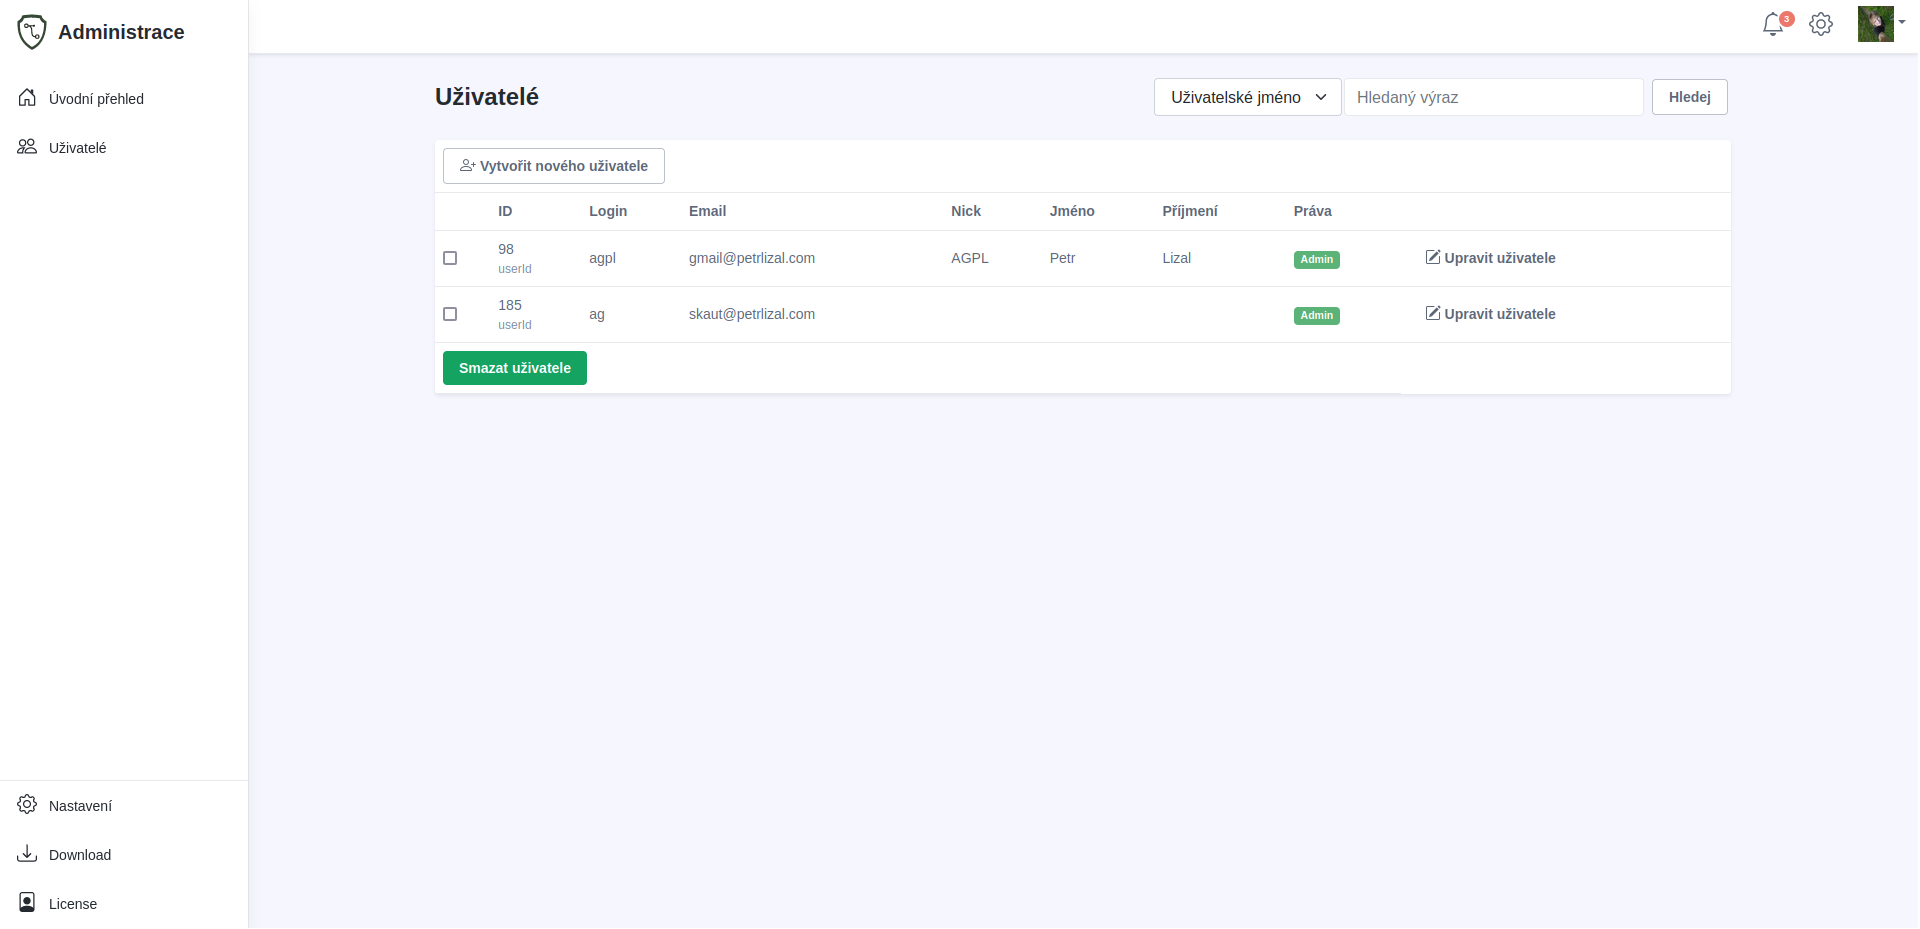 Administrace
3
Úvodní přehled
Uživatelé
Uživatelé
Uživatelské jméno
Hledaný výraz
Hledej
Vytvořit nového uživatele
ID Login Email Nick Jméno Příjmení Práva
98 userId agpl gmail@petrlizal.com AGPL Petr Lizal Admin Upravit uživatele
185 userId ag skaut@petrlizal.com Admin Upravit uživatele
Smazat uživatele
Nastavení
Download
License